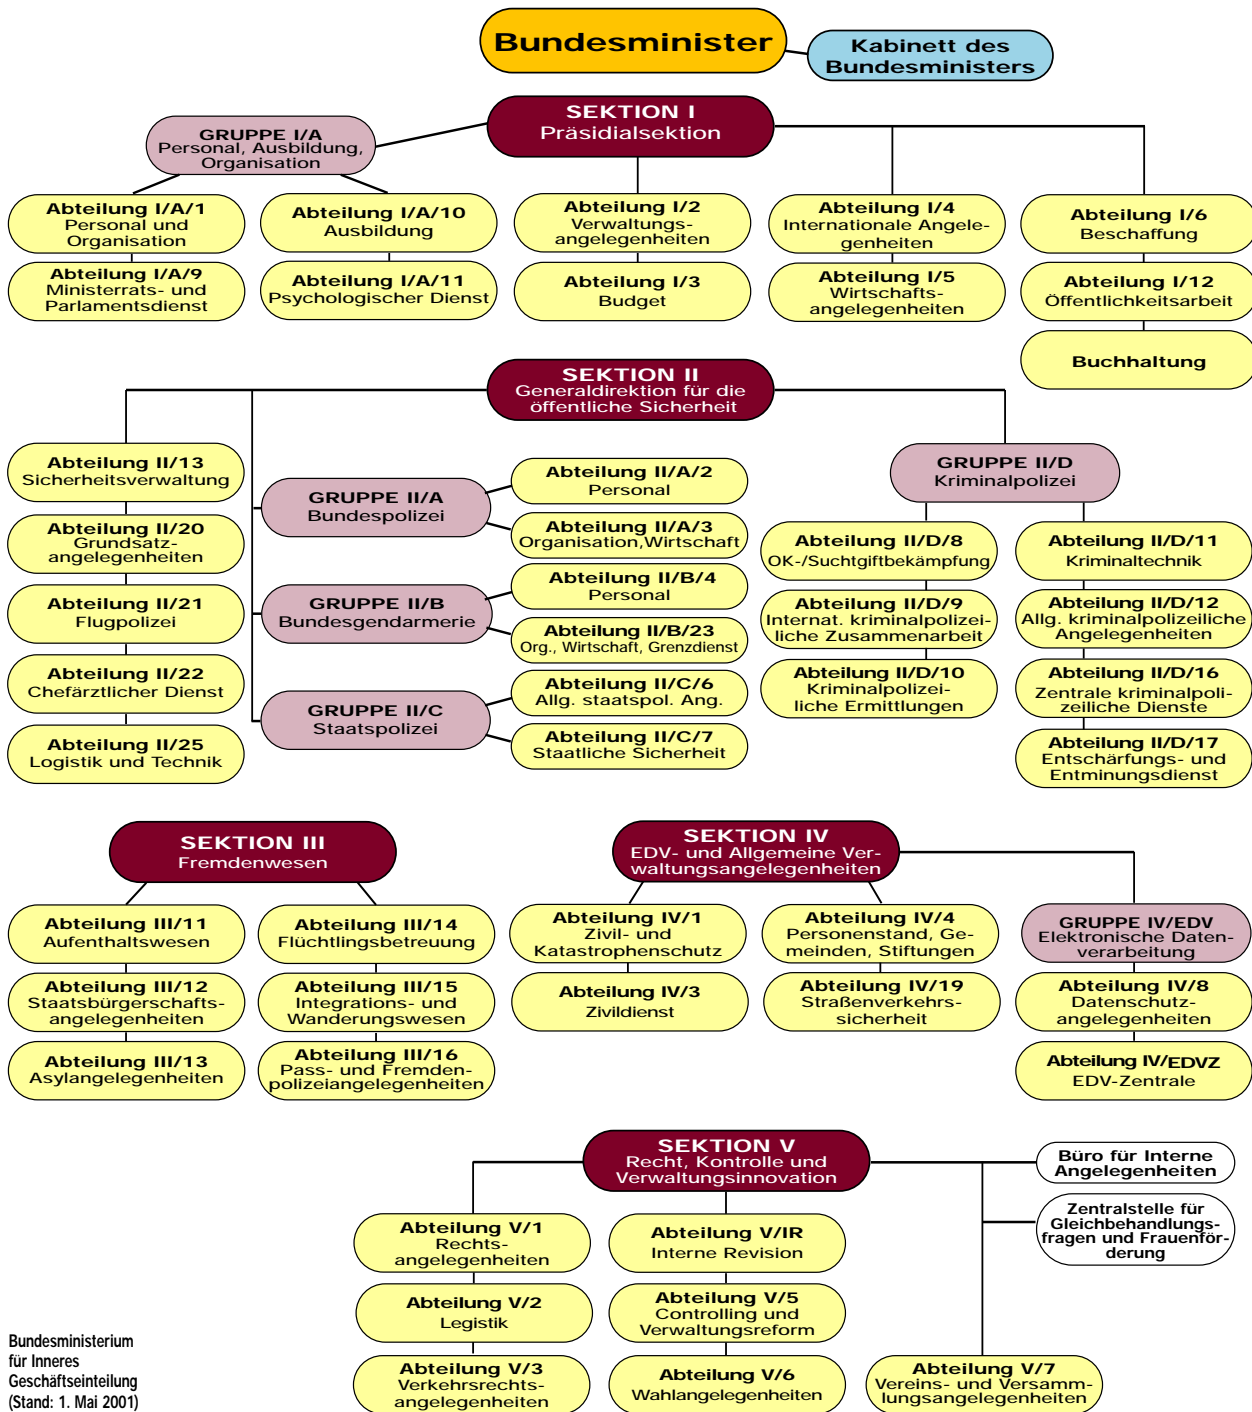 Bundesminister
Kabinett des
Bundesministers
SEKTION I
Präsidialsektion
GRUPPE I/A
Personal, Ausbildung,
Organisation
Abteilung I/A/1
Personal und
Organisation
Abteilung I/A/10
Ausbildung
Abteilung I/2
Verwaltungs-
angelegenheiten
Abteilung I/4
Internationale Angele-
genheiten
Abteilung I/6
Beschaffung
Abteilung I/A/9
Ministerrats- und
Parlamentsdienst
Abteilung I/A/11
Psychologischer Dienst
Abteilung I/3
Budget
Abteilung I/5
Wirtschafts-
angelegenheiten
Abteilung I/12
Öffentlichkeitsarbeit
Buchhaltung
SEKTION II
Generaldirektion für die
öffentliche Sicherheit
Abteilung II/13
Sicherheitsverwaltung
Abteilung II/20
Grundsatz-
angelegenheiten
Abteilung II/21
Flugpolizei
Abteilung II/22
Chefärztlicher Dienst
Abteilung II/25
Logistik und Technik
GRUPPE II/A
Bundespolizei
Abteilung II/A/2
Personal
Abteilung II/A/3
Organisation,Wirtschaft
GRUPPE II/B
Bundesgendarmerie
Abteilung II/B/4
Personal
Abteilung II/B/23
Org., Wirtschaft, Grenzdienst
GRUPPE II/C
Staatspolizei
Abteilung II/C/6
Allg. staatspol. Ang.
Abteilung II/C/7
Staatliche Sicherheit
GRUPPE II/D
Kriminalpolizei
Abteilung II/D/8
OK-/Suchtgiftbekämpfung
Abteilung II/D/9
Internat. kriminalpolizei-
liche Zusammenarbeit
Abteilung II/D/10
Kriminalpolizei-
liche Ermittlungen
Abteilung II/D/11
Kriminaltechnik
Abteilung II/D/12
Allg. kriminalpolizeiliche
Angelegenheiten
Abteilung II/D/16
Zentrale kriminalpoli-
zeiliche Dienste
Abteilung II/D/17
Entschärfungs- und
Entminungsdienst
SEKTION III
Fremdenwesen
Abteilung III/11
Aufenthaltswesen
Abteilung III/12
Staatsbürgerschafts-
angelegenheiten
Abteilung III/13
Asylangelegenheiten
Abteilung III/14
Flüchtlingsbetreuung
Abteilung III/15
Integrations- und
Wanderungswesen
Abteilung III/16
Pass- und Fremden-
polizeiangelegenheiten
SEKTION IV
EDV- und Allgemeine Ver-
waltungsangelegenheiten
Abteilung IV/1
Zivil- und
Katastrophenschutz
Abteilung IV/3
Zivildienst
Abteilung IV/4
Personenstand, Ge-
meinden, Stiftungen
Abteilung IV/19
Straßenverkehrs-
sicherheit
GRUPPE IV/EDV
Elektronische Daten-
verarbeitung
Abteilung IV/8
Datenschutz-
angelegenheiten
Abteilung IV/EDVZ
EDV-Zentrale
SEKTION V
Recht, Kontrolle und
Verwaltungsinnovation
Büro für Interne
Angelegenheiten
Zentralstelle für
Gleichbehandlungs-
fragen und Frauenför-
derung
Abteilung V/1
Rechts-
angelegenheiten
Abteilung V/2
Legistik
Abteilung V/3
Verkehrsrechts-
angelegenheiten
Abteilung V/IR
Interne Revision
Abteilung V/5
Controlling und
Verwaltungsreform
Abteilung V/6
Wahlangelegenheiten
Abteilung V/7
Vereins- und Versamm-
lungsangelegenheiten
Bundesministerium
für Inneres
Geschäftseinteilung
(Stand: 1. Mai 2001)